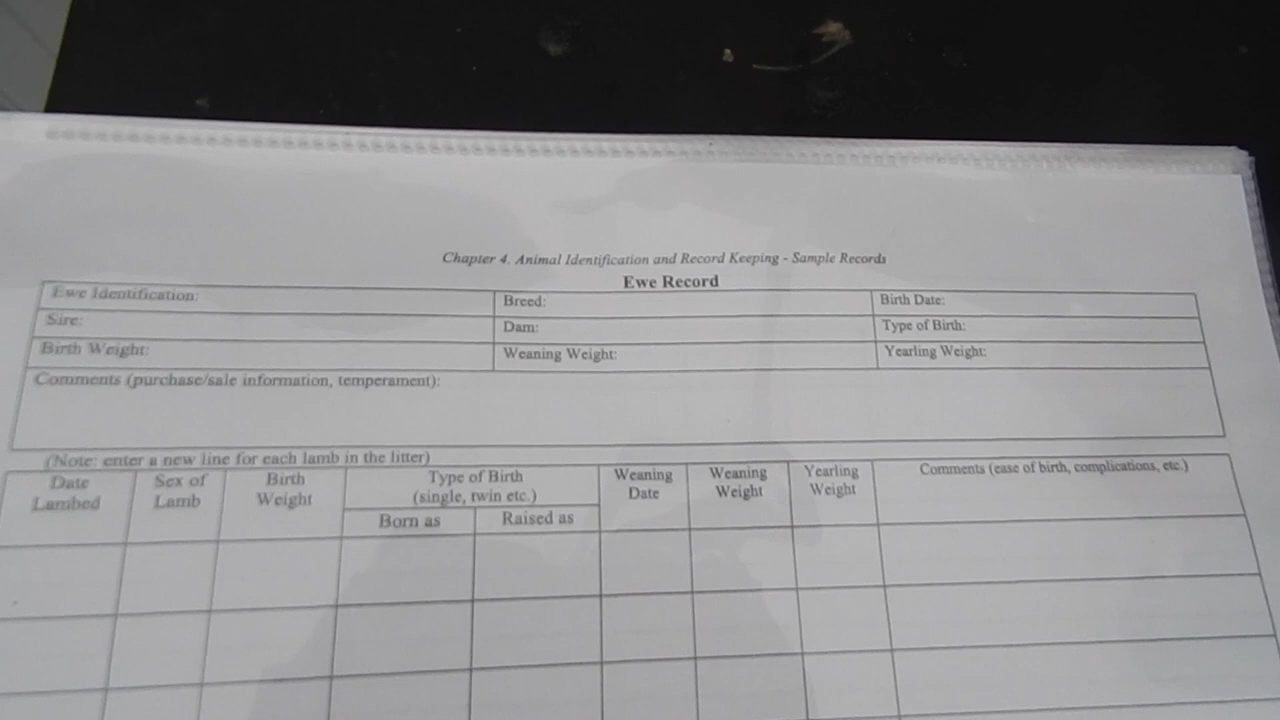 Chapter 4. Animal Identification and Record Keeping - Sample Records
Ewe Record
Ewe Identification: Breed: Birth Date:
Sire: Dam: Type of Birth:
Birth Weight: Weaning Weight: Yearling Weight:
Comments (purchase/sale information, temperament):
(Note: enter a new line for each lamb in the litter)
Date Lambed
Sex of Lamb
Birth Weight
Type of Birth (single, twin etc.)
Born as
Raised as
Weaning Date
Weaning Weight
Yearling Weight
Comments (ease of birth, complications, etc.)